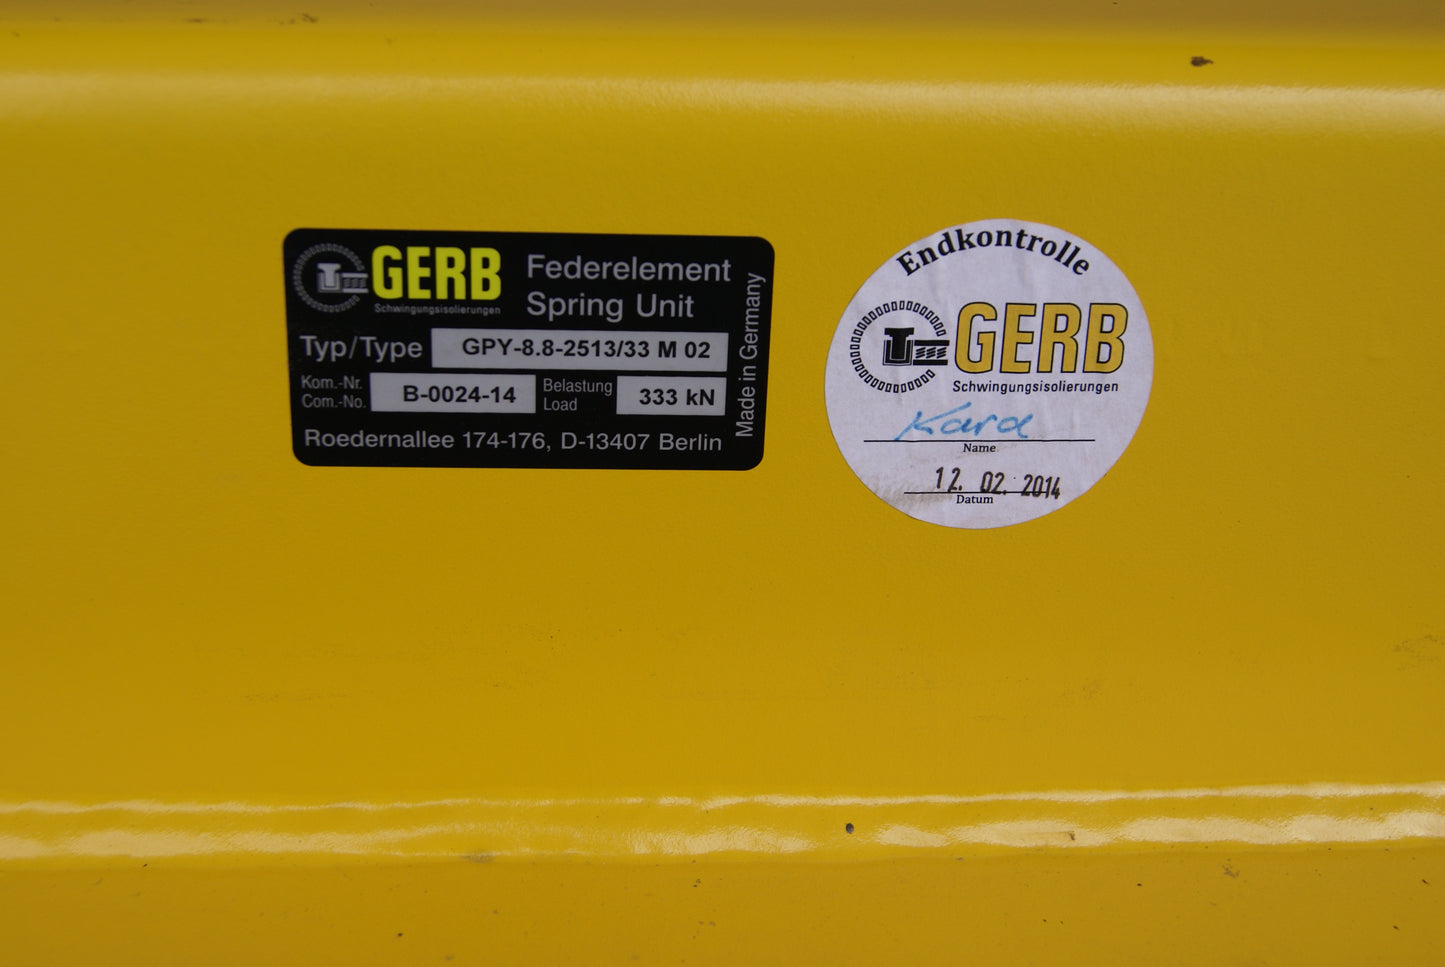 GERB
Schwingungsisolierungen
Federelement
Spring Unit
Typ/Type GPY-8.8-2513/33 M 02
Kom.-Nr.
Com.-No.
B-0024-14
Belastung
Load
333 kN
Roedernallee 174-176, D-13407 Berlin
Made in Germany
Endkontrolle
GERB
Schwingungsisolierungen
Kara
Name
12. 02. 2014
Datum